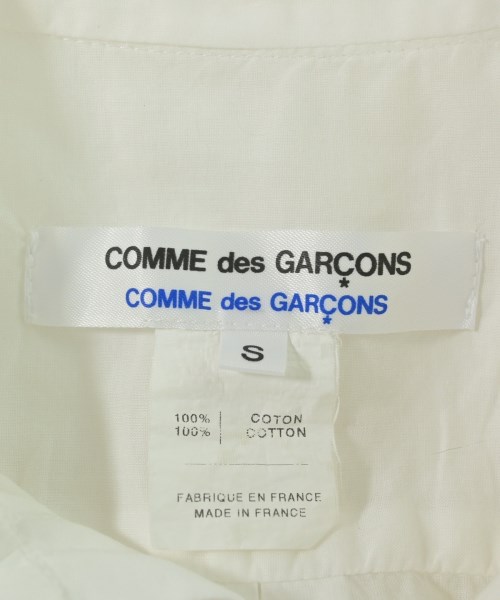 COMME des GARÇONS
COMME des GARÇONS
S
100% COTON
100% COTTON
FABRIQUE EN FRANCE
MADE IN FRANCE